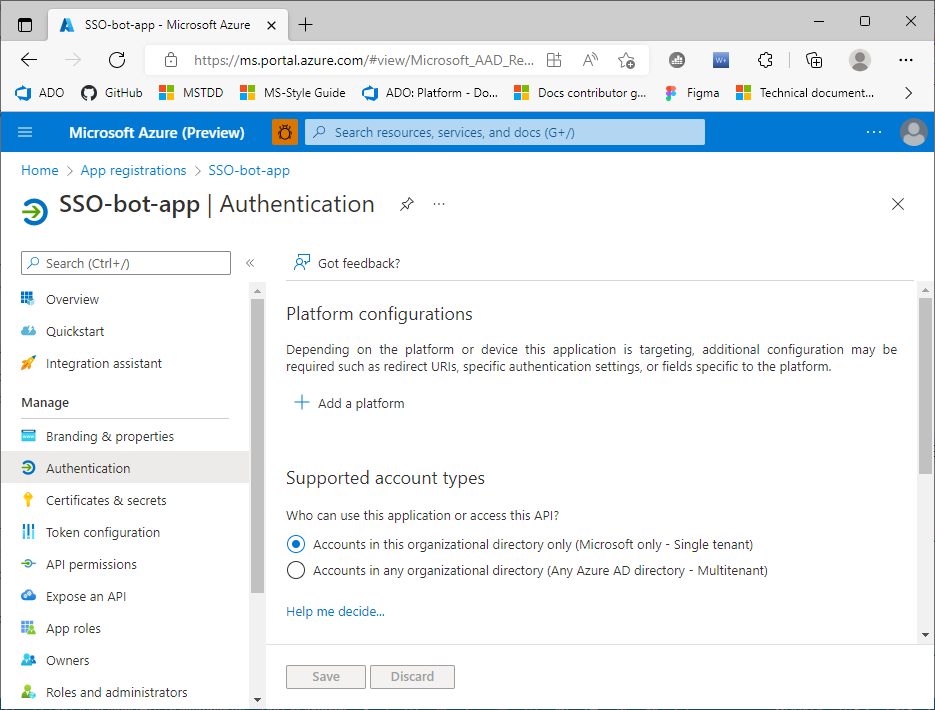 SSO-bot-app - Microsoft Azure
https://ms.portal.azure.com/#view/Microsoft_AAD_Re...
ADO GitHub MSTDD MS-Style Guide ADO: Platform - Do... Docs contributor g... Figma Technical document...
Microsoft Azure (Preview) Search resources, services, and docs (G+/)
Home > App registrations > SSO-bot-app
SSO-bot-app | Authentication
Search (Ctrl+/)
Overview
Quickstart
Integration assistant
Manage
Branding & properties
Authentication
Certificates & secrets
Token configuration
API permissions
Expose an API
App roles
Owners
Roles and administrators
Got feedback?
Platform configurations
Depending on the platform or device this application is targeting, additional configuration may be
required such as redirect URIs, specific authentication settings, or fields specific to the platform.
Add a platform
Supported account types
Who can use this application or access this API?
Accounts in this organizational directory only (Microsoft only - Single tenant)
Accounts in any organizational directory (Any Azure AD directory - Multitenant)
Help me decide...
Save Discard